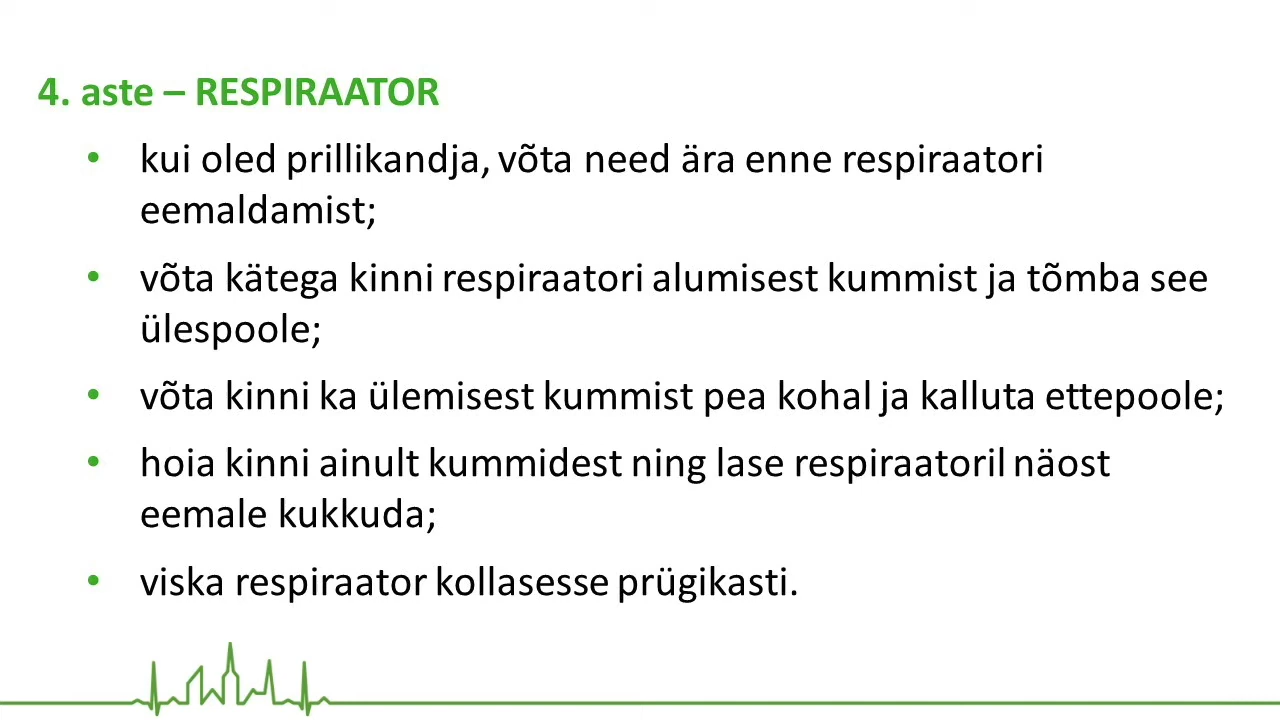 4. aste – RESPIRAATOR
• kui oled prillikandja, võta need ära enne respiraatori
eemaldamist;
• võta kätega kinni respiraatori alumisest kummist ja tõmba see
ülespoole;
• võta kinni ka ülemisest kummist pea kohal ja kalluta ettepoole;
• hoia kinni ainult kummidest ning lase respiraatoril näost
eemale kukkuda;
• viska respiraator kollasesse prügikasti.